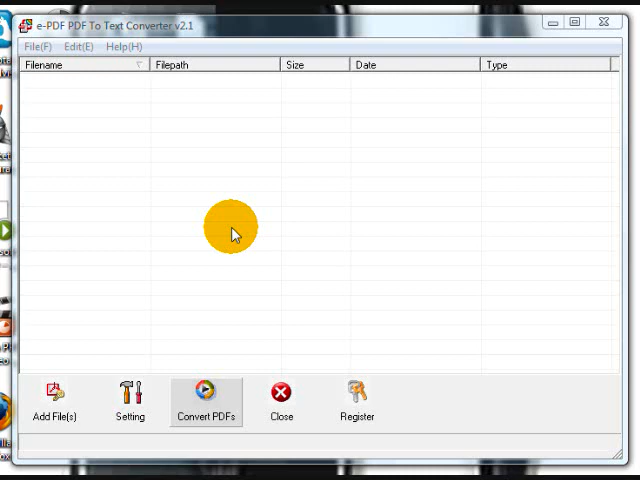 e-PDF PDF To Text Converter v2.1
File(F) Edit(E) Help(H)
Filename Filepath Size Date Type
Add File(s) Setting Convert PDFs Close Register